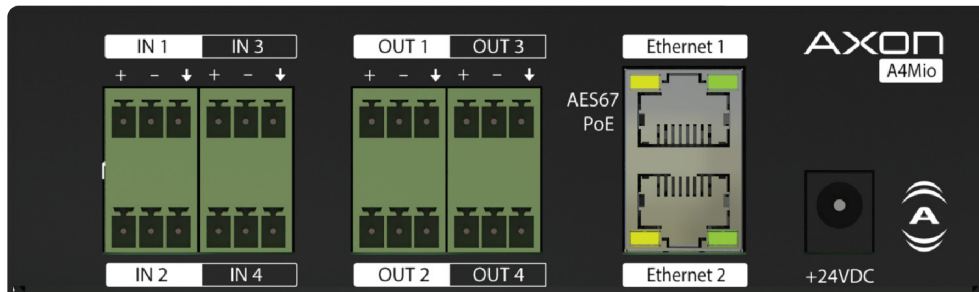 IN 1 IN 3
+ - ↓ + - ↓
IN 2 IN 4
OUT 1 OUT 3
+ - ↓ + - ↓
OUT 2 OUT 4
Ethernet 1
AES67
PoE
Ethernet 2
AXON
A4Mio
A
+24VDC